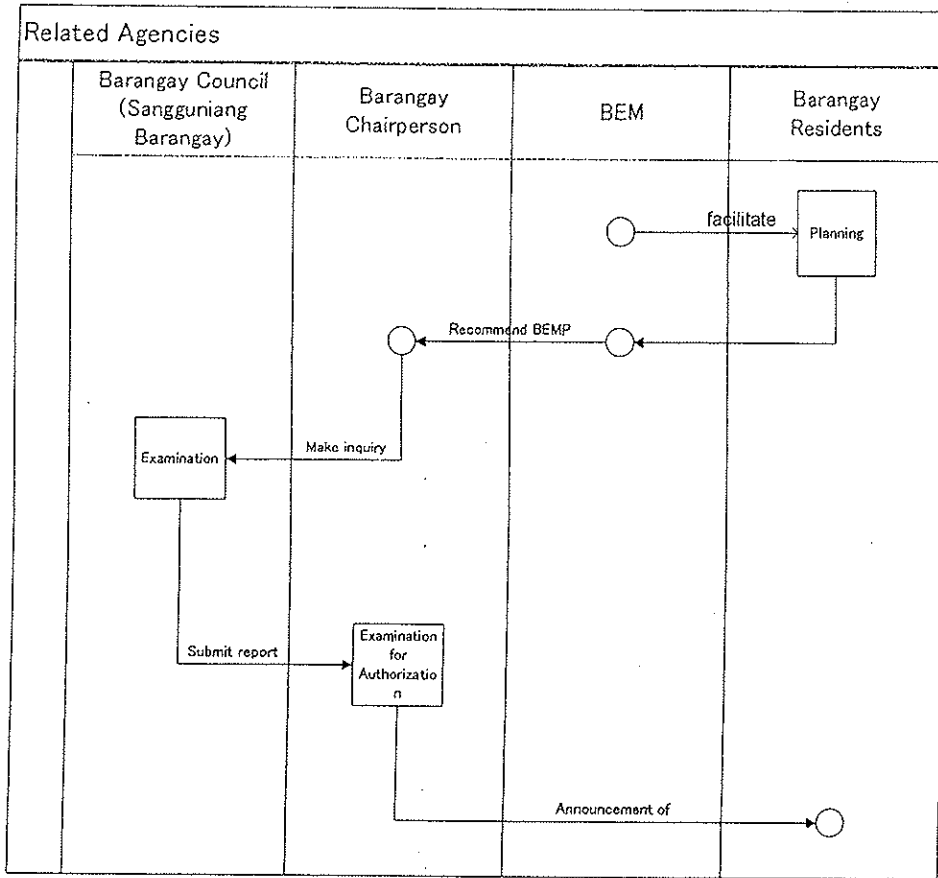 Related Agencies
Barangay Council
(Sangguniang
Barangay)
Barangay
Chairperson
BEM
Barangay
Residents
facilitate
Planning
Recommend BEMP
Make inquiry
Examination
Submit report
Examination
for
Authorizatio
n
Announcement of